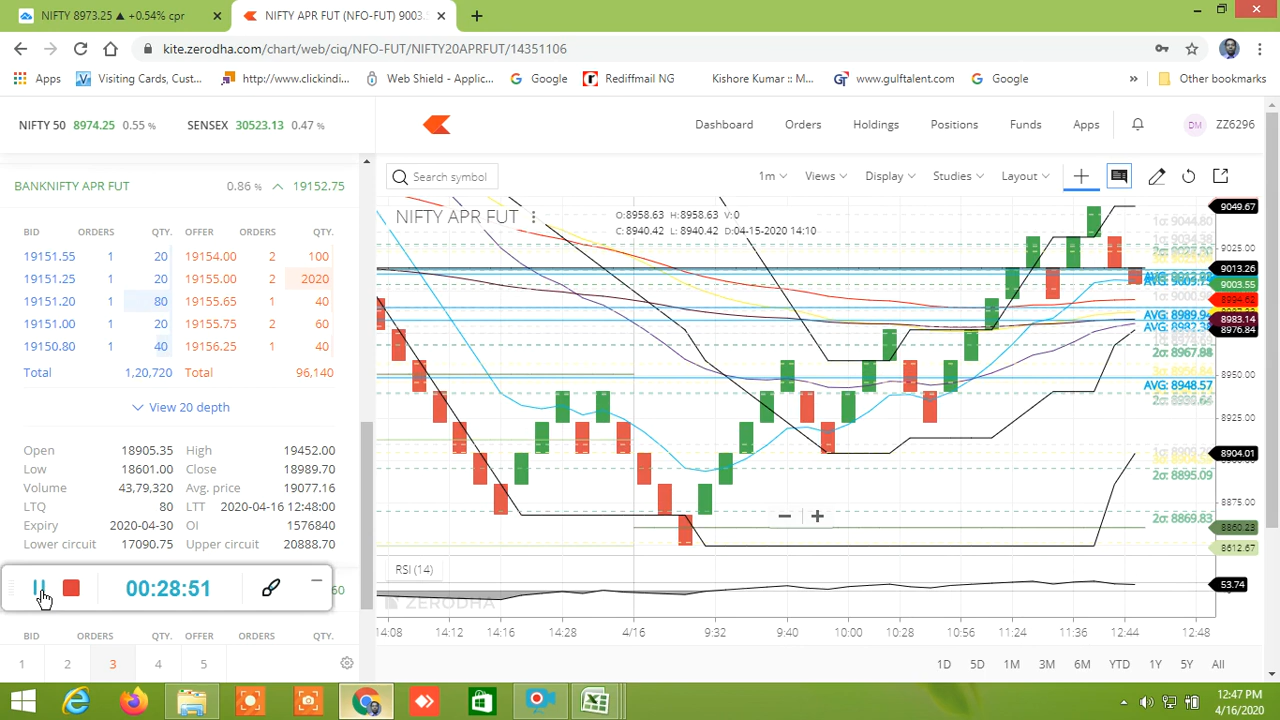 NIFTY 8973.25 ▲ +0.54% cpr
NIFTY APR FUT (NFO-FUT) 9003.5
kite.zerodha.com/chart/web/ciq/NFO-FUT/NIFTY20APRFUT/14351106
Apps Visiting Cards, Cust... http://www.clickindi... Web Shield - Applic... Google Rediffmail NG Kishore Kumar :: M... www.gulftalent.com Google » Other bookmarks
NIFTY 50 8974.25 0.55 % SENSEX 30523.13 0.47 %
Dashboard Orders Holdings Positions Funds Apps DM ZZ6296
BANKNIFTY APR FUT 0.86 % 19152.75
BID ORDERS QTY. OFFER ORDERS QTY.
19151.55 1 20 19154.00 2 100
19151.25 1 20 19155.00 2 2020
19151.20 1 80 19155.65 1 40
19151.00 1 20 19155.75 2 60
19150.80 1 40 19156.25 1 40
Total 1,20,720 Total 96,140
View 20 depth
Open 18905.35 High 19452.00
Low 18601.00 Close 18989.70
Volume 43,79,320 Avg. price 19077.16
LTQ 80 LTT 2020-04-16 12:48:00
Expiry 2020-04-30 OI 1576840
Lower circuit 17090.75 Upper circuit 20888.70
00:28:51
60
BID ORDERS QTY. OFFER ORDERS QTY.
1 2 3 4 5
Search symbol
1m Views Display Studies Layout
NIFTY APR FUT
O:8958.63 H:8958.63 V:0
C:8940.42 L:8940.42 D:04-15-2020 14:10
9049.67
1σ: 9044.80
9025.00
9013.26
9003.55
8994.62
AVG: 8989.9
8983.14
8976.84
2σ: 8967.98
3σ: 8956.84
8950.00
AVG: 8948.57
8925.00
8904.01
2σ: 8895.09
8875.00
2σ: 8869.83
8860.23
8612.67
RSI (14)
53.74
ZERODHA
14:08 14:12 14:16 14:28 4/16 9:32 9:40 10:00 10:28 10:56 11:24 11:36 12:44 12:48
1D 5D 1M 3M 6M YTD 1Y 5Y All
12:47 PM
4/16/2020